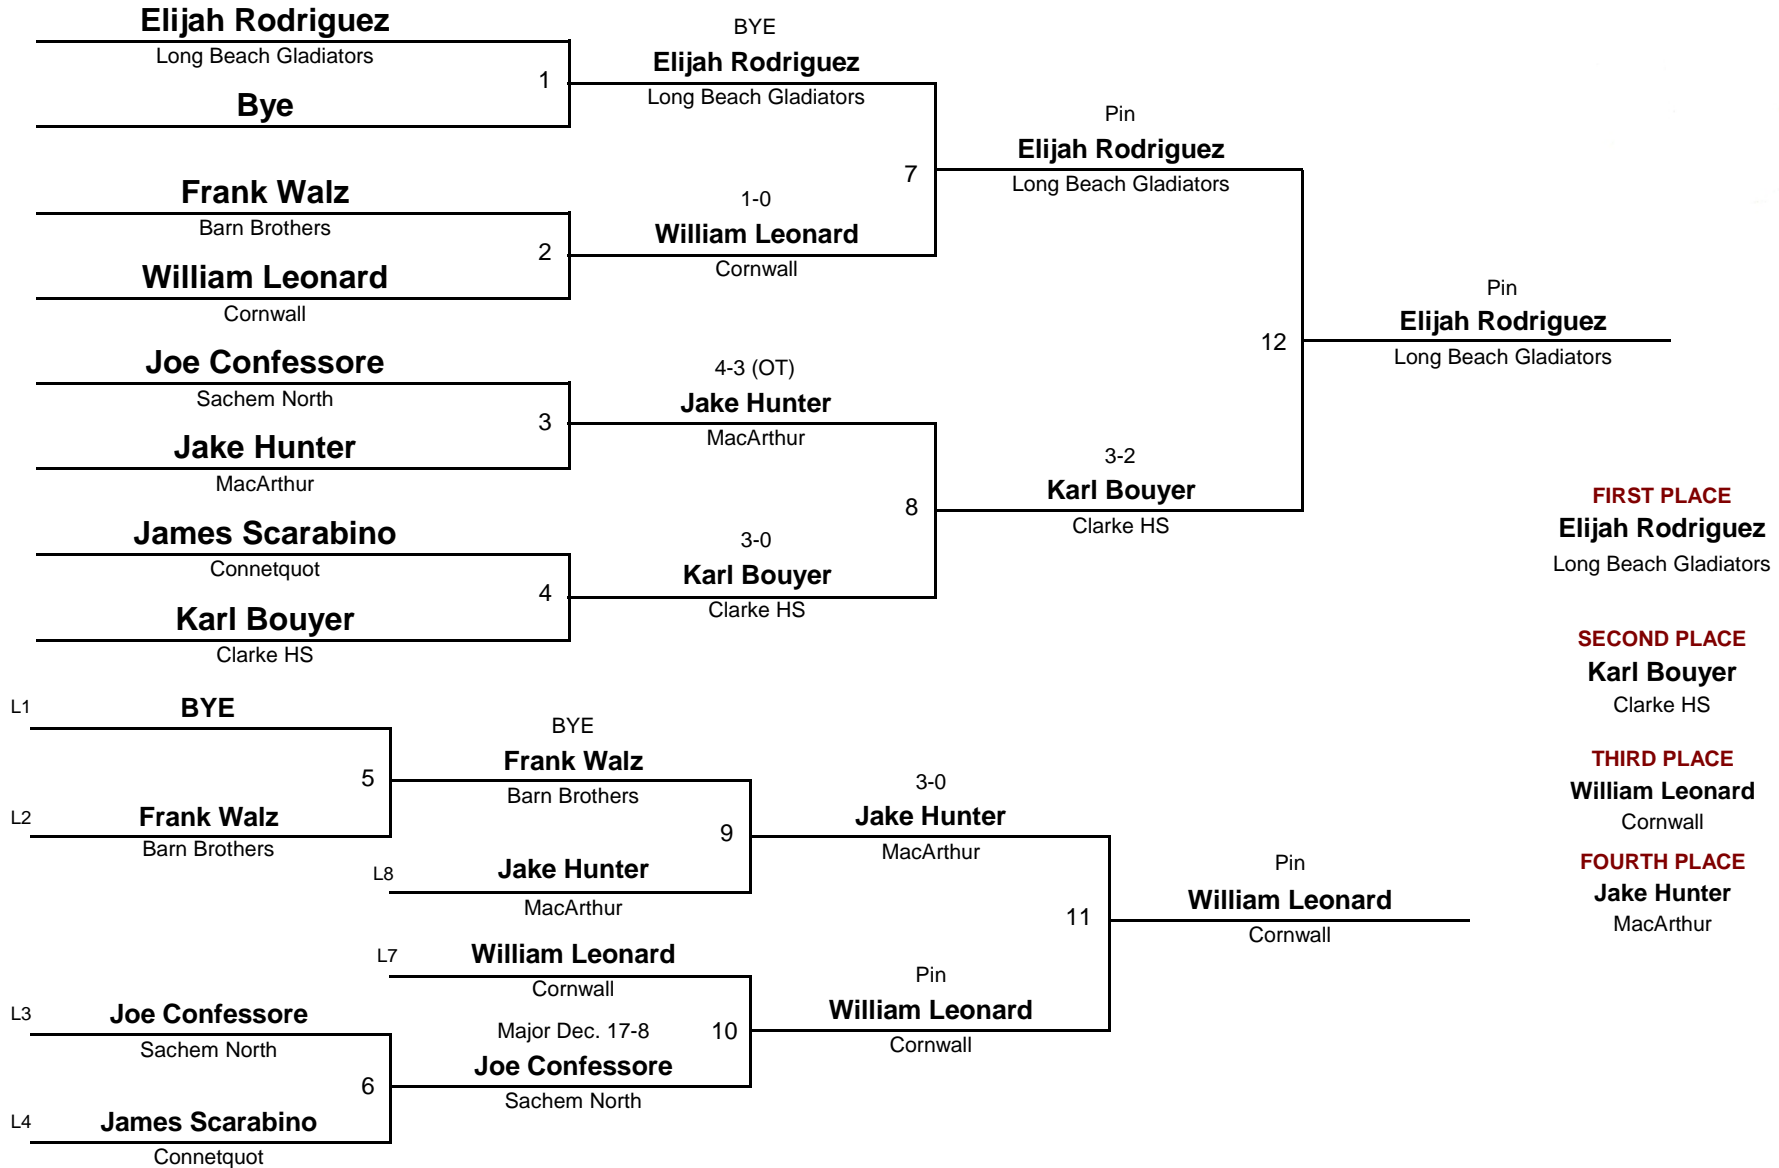 Elijah Rodriguez
Long Beach Gladiators
1
Bye
Frank Walz
Barn Brothers
2
William Leonard
Cornwall
Joe Confessore
Sachem North
3
Jake Hunter
MacArthur
James Scarabino
Connetquot
4
Karl Bouyer
Clarke HS
BYE
Elijah Rodriguez
Long Beach Gladiators
7
1-0
William Leonard
Cornwall
4-3 (OT)
Jake Hunter
MacArthur
8
3-0
Karl Bouyer
Clarke HS
Pin
Elijah Rodriguez
Long Beach Gladiators
12
3-2
Karl Bouyer
Clarke HS
Pin
Elijah Rodriguez
Long Beach Gladiators
L1 BYE
5
L2 Frank Walz
Barn Brothers
L3 Joe Confessore
Sachem North
6
L4 James Scarabino
Connetquot
BYE
Frank Walz
Barn Brothers
9
L8 Jake Hunter
MacArthur
L7 William Leonard
Cornwall
Major Dec. 17-8 10
Joe Confessore
Sachem North
3-0
Jake Hunter
MacArthur
11
Pin
William Leonard
Cornwall
Pin
William Leonard
Cornwall
FIRST PLACE
Elijah Rodriguez
Long Beach Gladiators
SECOND PLACE
Karl Bouyer
Clarke HS
THIRD PLACE
William Leonard
Cornwall
FOURTH PLACE
Jake Hunter
MacArthur